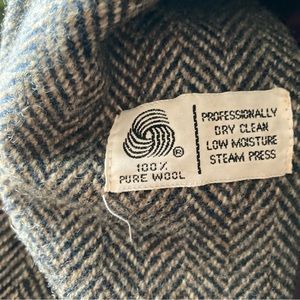 ®
100%
PURE WOOL
PROFESSIONALLY
DRY CLEAN
LOW MOISTURE
STEAM PRESS